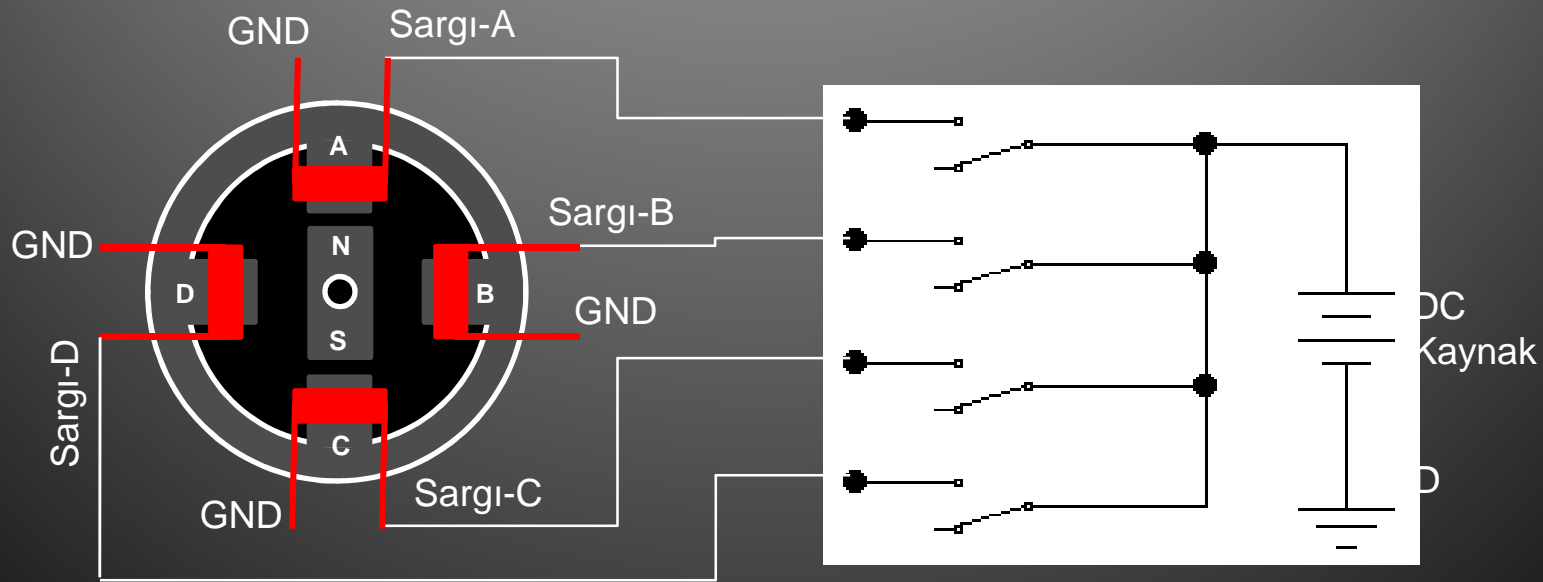 GND
Sargı-A
A
Sargı-B
GND
N
D
B
GND
S
DC
Kaynak
Sargı-D
C
Sargı-C
GND
D